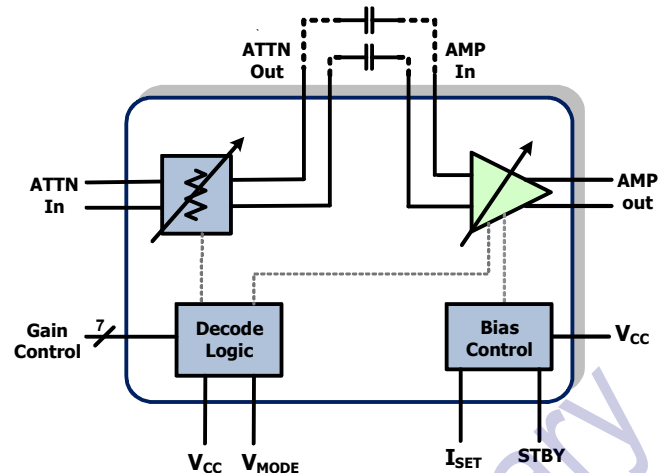 ATTN
Out
AMP
In
ATTN
In
AMP
out
Gain
Control
7
Decode
Logic
Bias
Control
VCC
VCC
VMODE
ISET
STBY